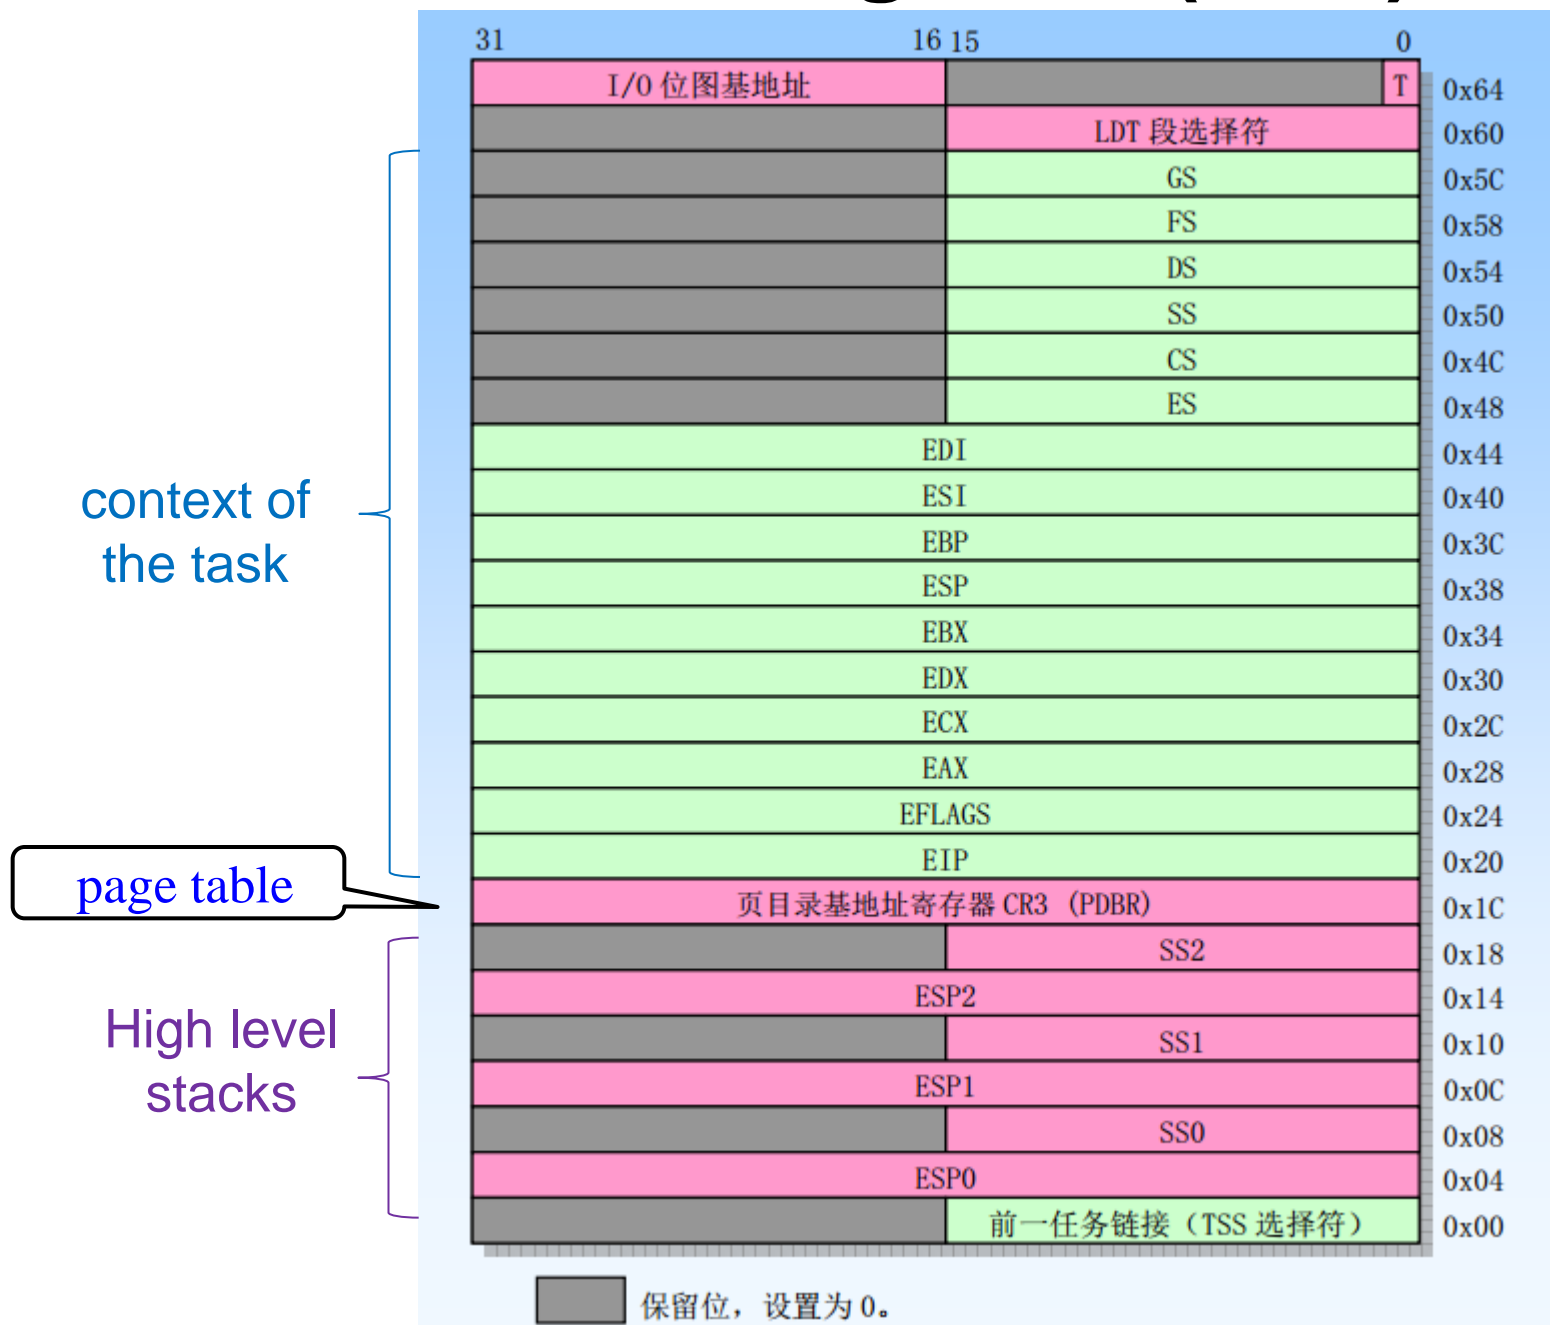 31 16 15 0
I/O 位图基地址 T 0x64
LDT 段选择符 0x60
GS 0x5C
FS 0x58
DS 0x54
SS 0x50
CS 0x4C
ES 0x48
EDI 0x44
ESI 0x40
EBP 0x3C
ESP 0x38
EBX 0x34
EDX 0x30
ECX 0x2C
EAX 0x28
EFLAGS 0x24
EIP 0x20
页目录基地址寄存器 CR3 (PDBR) 0x1C
SS2 0x18
ESP2 0x14
SS1 0x10
ESP1 0x0C
SS0 0x08
ESP0 0x04
前一任务链接（TSS 选择符） 0x00
context of
the task
page table
High level
stacks
保留位，设置为 0。